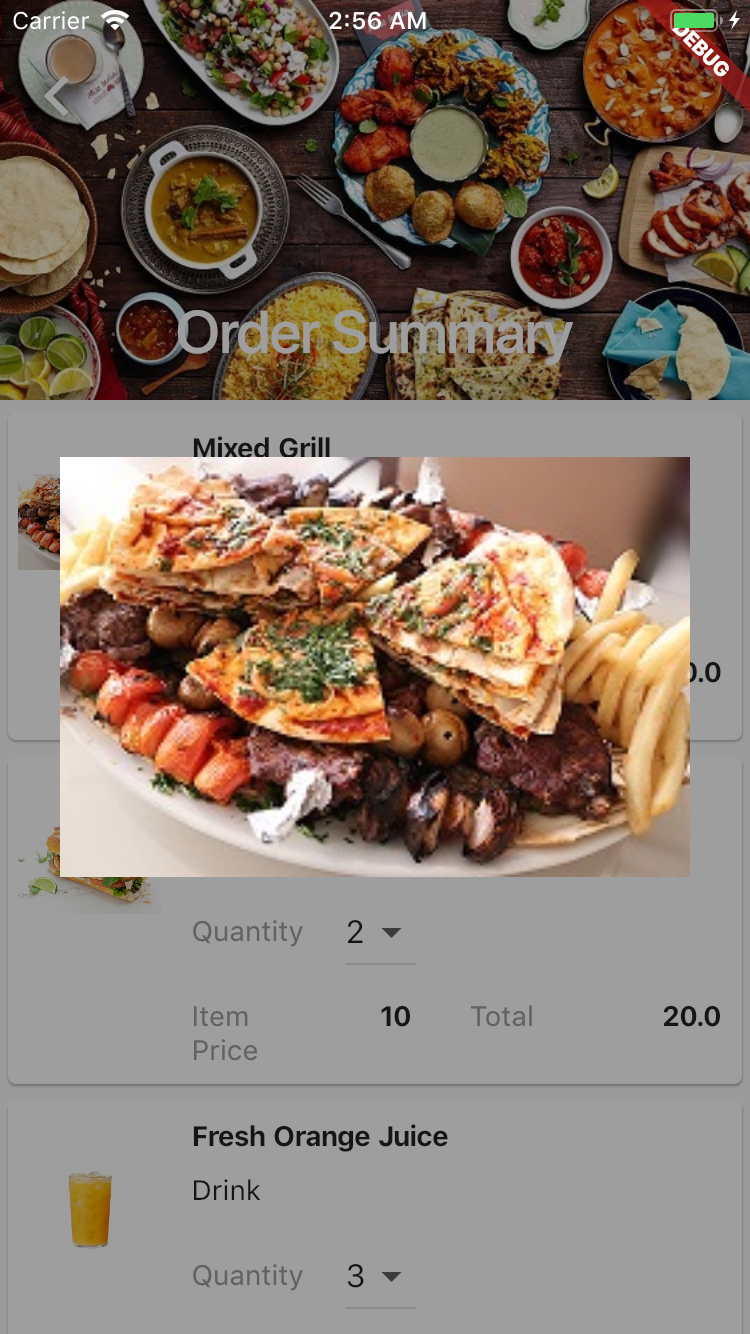 Carrier 2:56 AM
DEBUG
Order Summary
Mixed Grill
0.0
Quantity 2
Item Price 10 Total 20.0
Fresh Orange Juice
Drink
Quantity 3